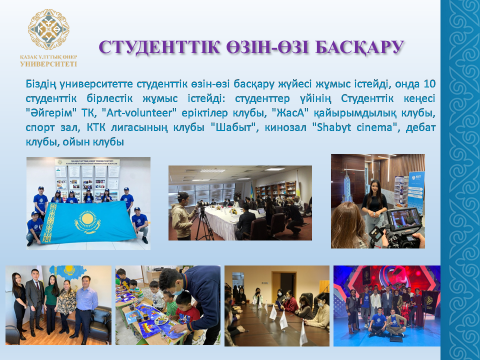 ҚАЗАҚ ҰЛТТЫҚ ӨНЕР
УНИВЕРСИТЕТІ
СТУДЕНТТІК ӨЗІН-ӨЗІ БАСҚАРУ
Біздің университетте студенттік өзін-өзі басқару жүйесі жұмыс істейді, онда 10
студенттік бірлестік жұмыс істейді: студенттер үйінің Студенттік кеңесі
"Әйгерім" ТК, "Art-volunteer" еріктілер клубы, "ЖасА" қайырымдылық клубы,
спорт зал, КТК лигасының клубы "Шабыт", кинозал "Shabyt cinema", дебат
клубы, ойын клубы